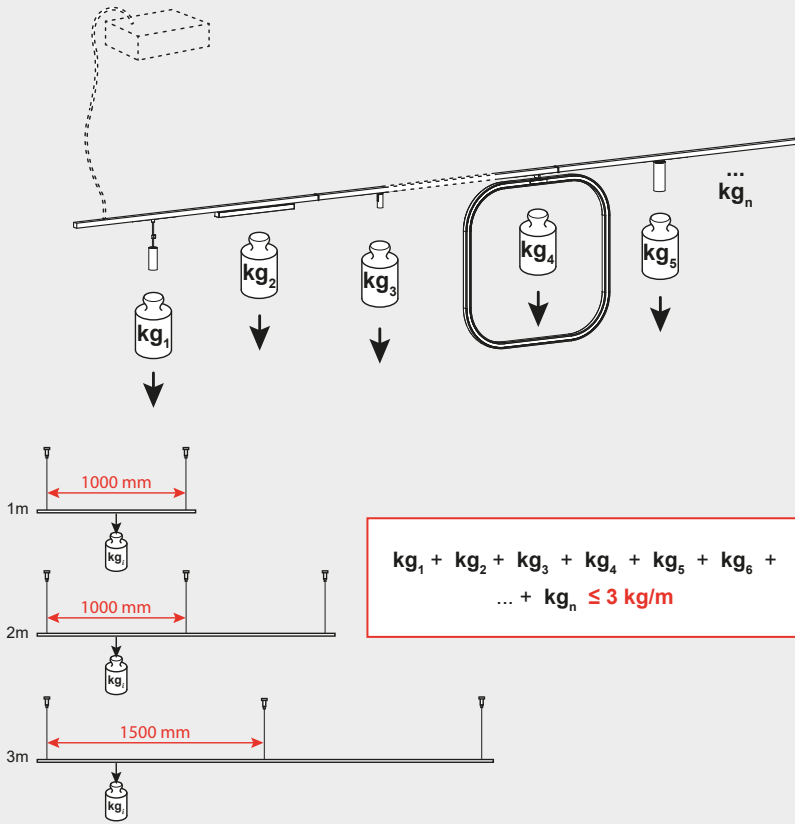 ...
kg₁ kg₂ kg₃ kg₄ kg₅ kgₙ
1000 mm
1m
kgᵢ
1000 mm
2m
kgᵢ
1500 mm
3m
kgᵢ
kg₁ + kg₂ + kg₃ + kg₄ + kg₅ + kg₆ +
... + kgₙ ≤ 3 kg/m